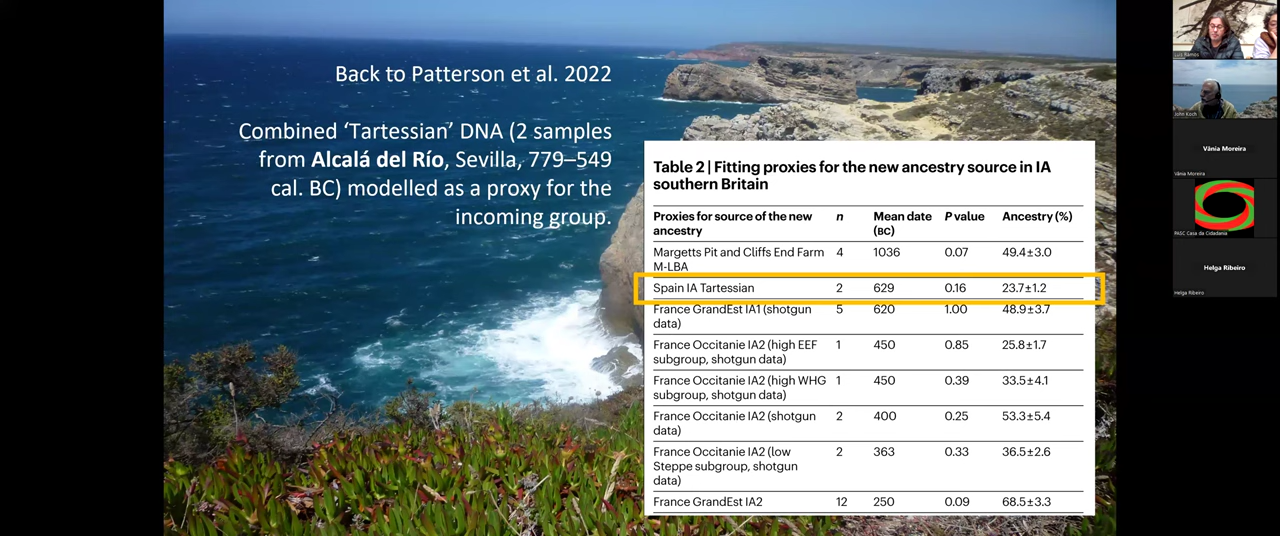 Back to Patterson et al. 2022
Combined ‘Tartessian’ DNA (2 samples
from Alcalá del Río, Sevilla, 779–549
cal. BC) modelled as a proxy for the
incoming group.
Table 2 | Fitting proxies for the new ancestry source in IA
southern Britain
Proxies for source of the new ancestry n Mean date (BC) P value Ancestry (%)
Margetts Pit and Cliffs End Farm M-LBA 4 1036 0.07 49.4±3.0
Spain IA Tartessian 2 629 0.16 23.7±1.2
France GrandEst IA1 (shotgun data) 5 620 1.00 48.9±3.7
France Occitanie IA2 (high EEF subgroup, shotgun data) 1 450 0.85 25.8±1.7
France Occitanie IA2 (high WHG subgroup, shotgun data) 1 450 0.39 33.5±4.1
France Occitanie IA2 (shotgun data) 2 400 0.25 53.3±5.4
France Occitanie IA2 (low Steppe subgroup, shotgun data) 2 363 0.33 36.5±2.6
France GrandEst IA2 12 250 0.09 68.5±3.3
Luis Ramos
John Koch
Vânia Moreira
Vânia Moreira
PASC Casa da Cidadania
Helga Ribeiro
Helga Ribeiro